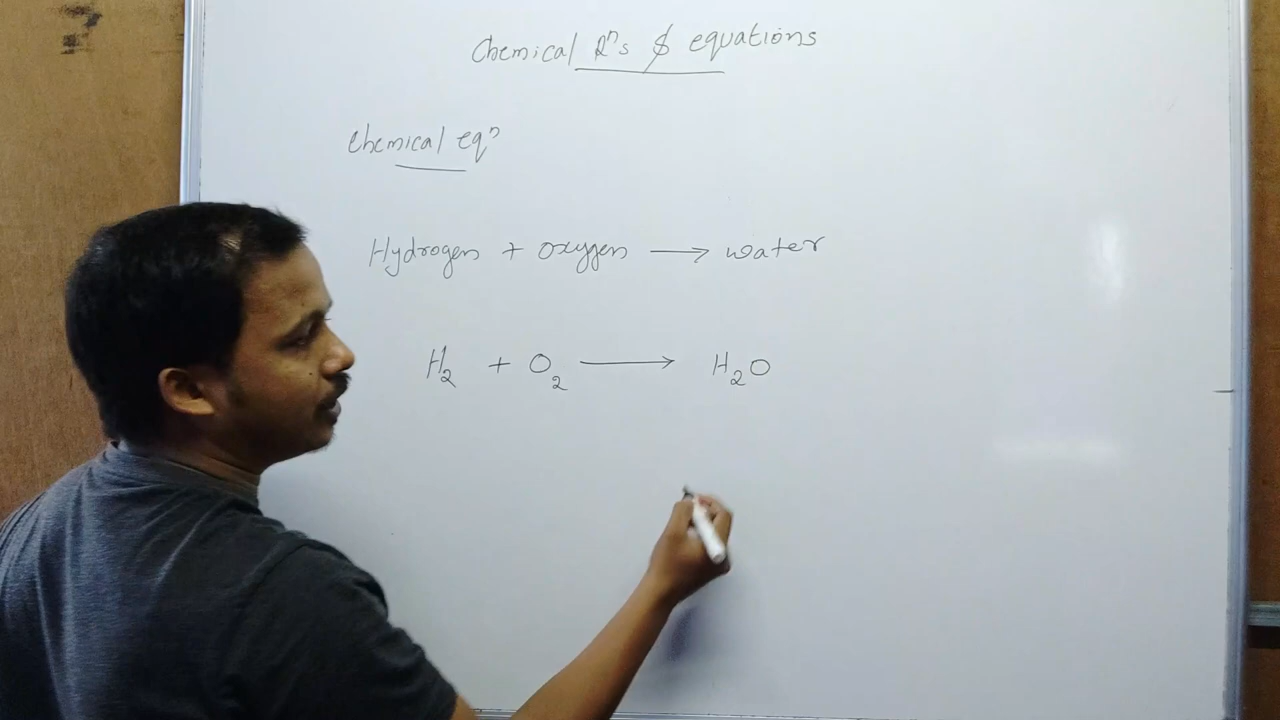 Chemical Rⁿs & equations
Chemical eqⁿ
Hydrogen + oxygen → water
H₂ + O₂ → H₂O